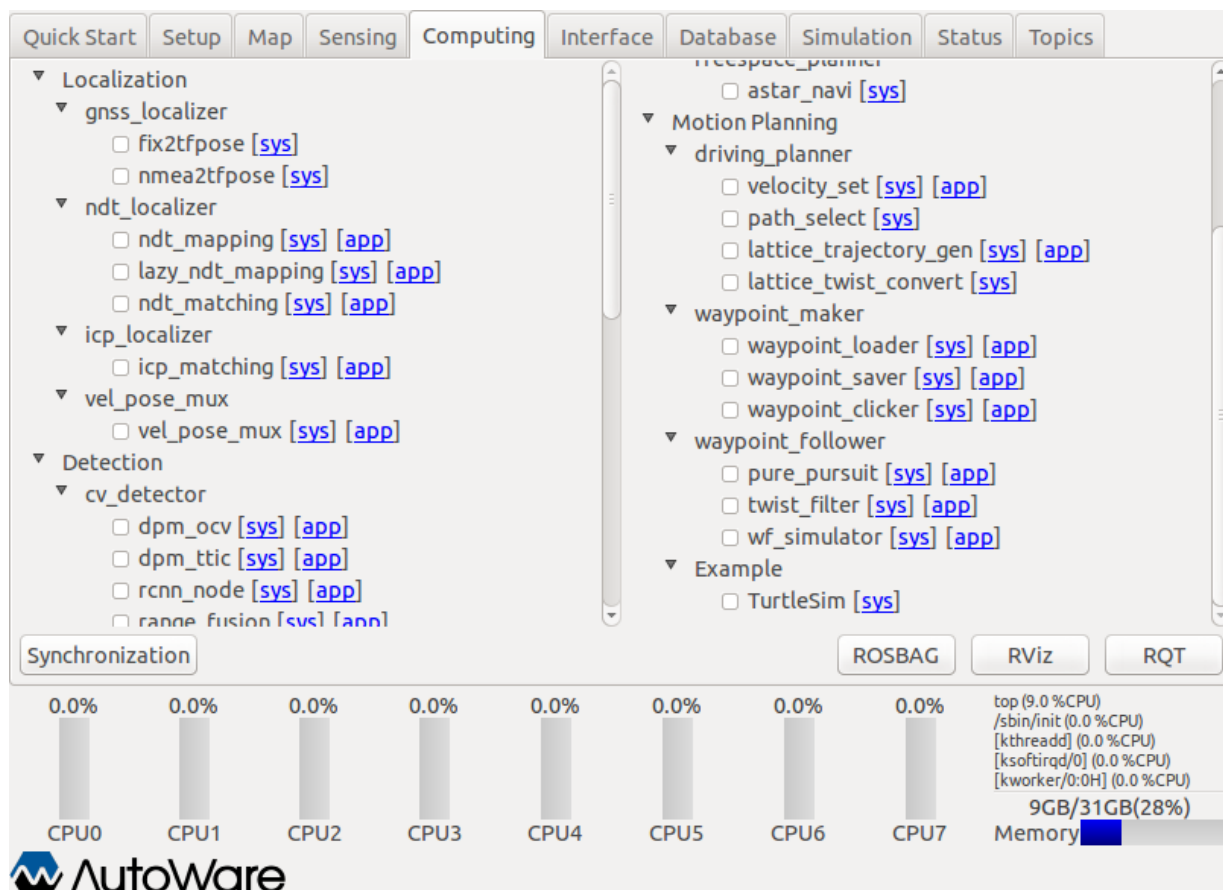 Quick Start Setup Map Sensing Computing Interface Database Simulation Status Topics
Localization
gnss_localizer
fix2tfpose [sys]
nmea2tfpose [sys]
ndt_localizer
ndt_mapping [sys] [app]
lazy_ndt_mapping [sys] [app]
ndt_matching [sys] [app]
icp_localizer
icp_matching [sys] [app]
vel_pose_mux
vel_pose_mux [sys] [app]
Detection
cv_detector
dpm_ocv [sys] [app]
dpm_ttic [sys] [app]
rcnn_node [sys] [app]
range_fusion [sys] [app]
freespace_planner
astar_navi [sys]
Motion Planning
driving_planner
velocity_set [sys] [app]
path_select [sys]
lattice_trajectory_gen [sys] [app]
lattice_twist_convert [sys]
waypoint_maker
waypoint_loader [sys] [app]
waypoint_saver [sys] [app]
waypoint_clicker [sys] [app]
waypoint_follower
pure_pursuit [sys] [app]
twist_filter [sys] [app]
wf_simulator [sys] [app]
Example
TurtleSim [sys]
Synchronization ROSBAG RViz RQT
0.0% 0.0% 0.0% 0.0% 0.0% 0.0% 0.0% 0.0%
CPU0 CPU1 CPU2 CPU3 CPU4 CPU5 CPU6 CPU7
top (9.0 %CPU)
/sbin/init (0.0 %CPU)
[kthreadd] (0.0 %CPU)
[ksoftirqd/0] (0.0 %CPU)
[kworker/0:0H] (0.0 %CPU)
9GB/31GB(28%)
Memory
AutoWare